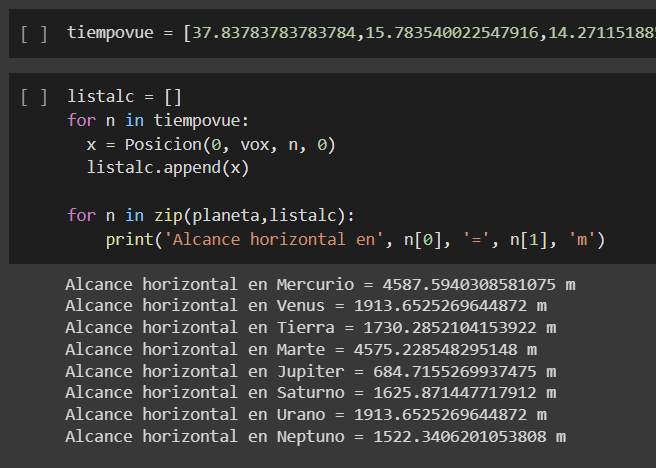 [ ] tiempovue = [37.83783783783784,15.783540022547916,14.271151885
[ ] listalc = []
for n in tiempovue:
x = Posicion(0, vox, n, 0)
listalc.append(x)
for n in zip(planeta,listalc):
print('Alcance horizontal en', n[0], '=', n[1], 'm')
Alcance horizontal en Mercurio = 4587.5940308581075 m
Alcance horizontal en Venus = 1913.6525269644872 m
Alcance horizontal en Tierra = 1730.2852104153922 m
Alcance horizontal en Marte = 4575.228548295148 m
Alcance horizontal en Jupiter = 684.7155269937475 m
Alcance horizontal en Saturno = 1625.871447717912 m
Alcance horizontal en Urano = 1913.6525269644872 m
Alcance horizontal en Neptuno = 1522.3406201053808 m